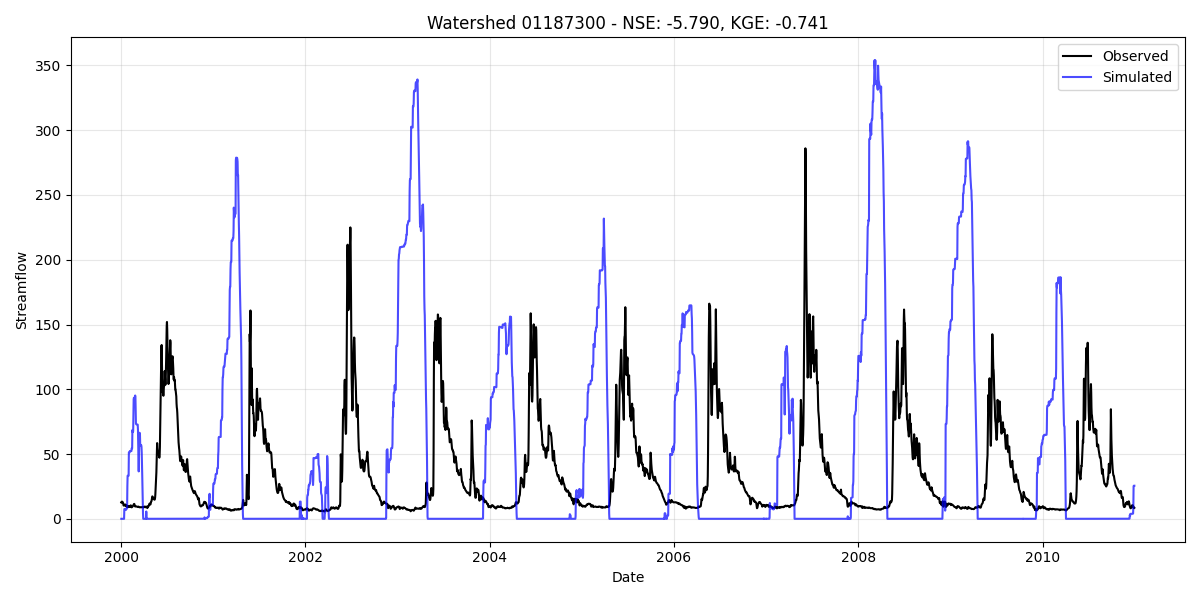 Watershed 01187300 - NSE: -5.790, KGE: -0.741
Observed
Simulated
350
300
250
200
150
100
50
0
Streamflow
2000 2002 2004 2006 2008 2010
Date